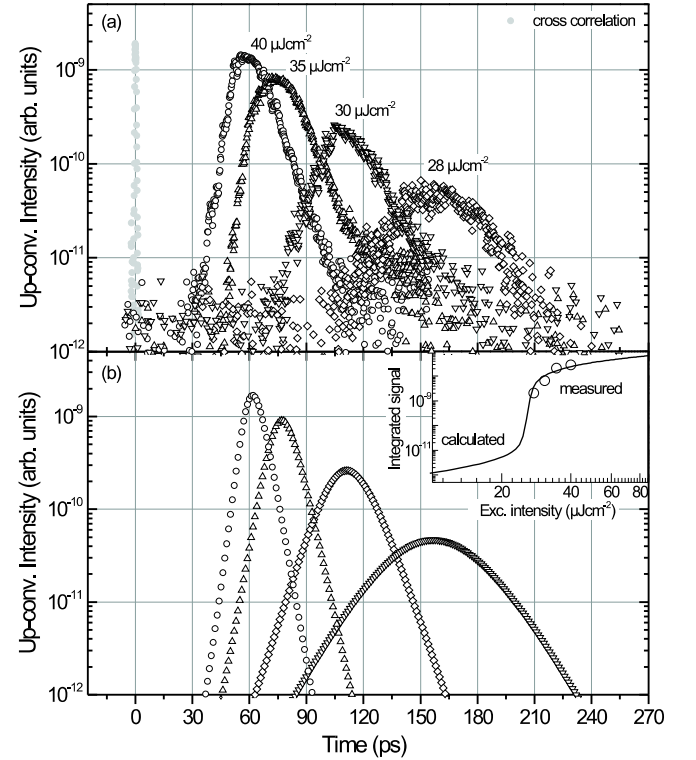 (a)
cross correlation
40 µJcm-2
35 µJcm-2
30 µJcm-2
28 µJcm-2
10-9
10-10
10-11
10-12
Up-conv. Intensity (arb. units)
(b)
10-9
10-10
10-11
10-12
Up-conv. Intensity (arb. units)
Integrated signal
10-9
10-11
measured
calculated
20 40 60 80
Exc. intensity (µJcm-2)
0 30 60 90 120 150 180 210 240 270
Time (ps)